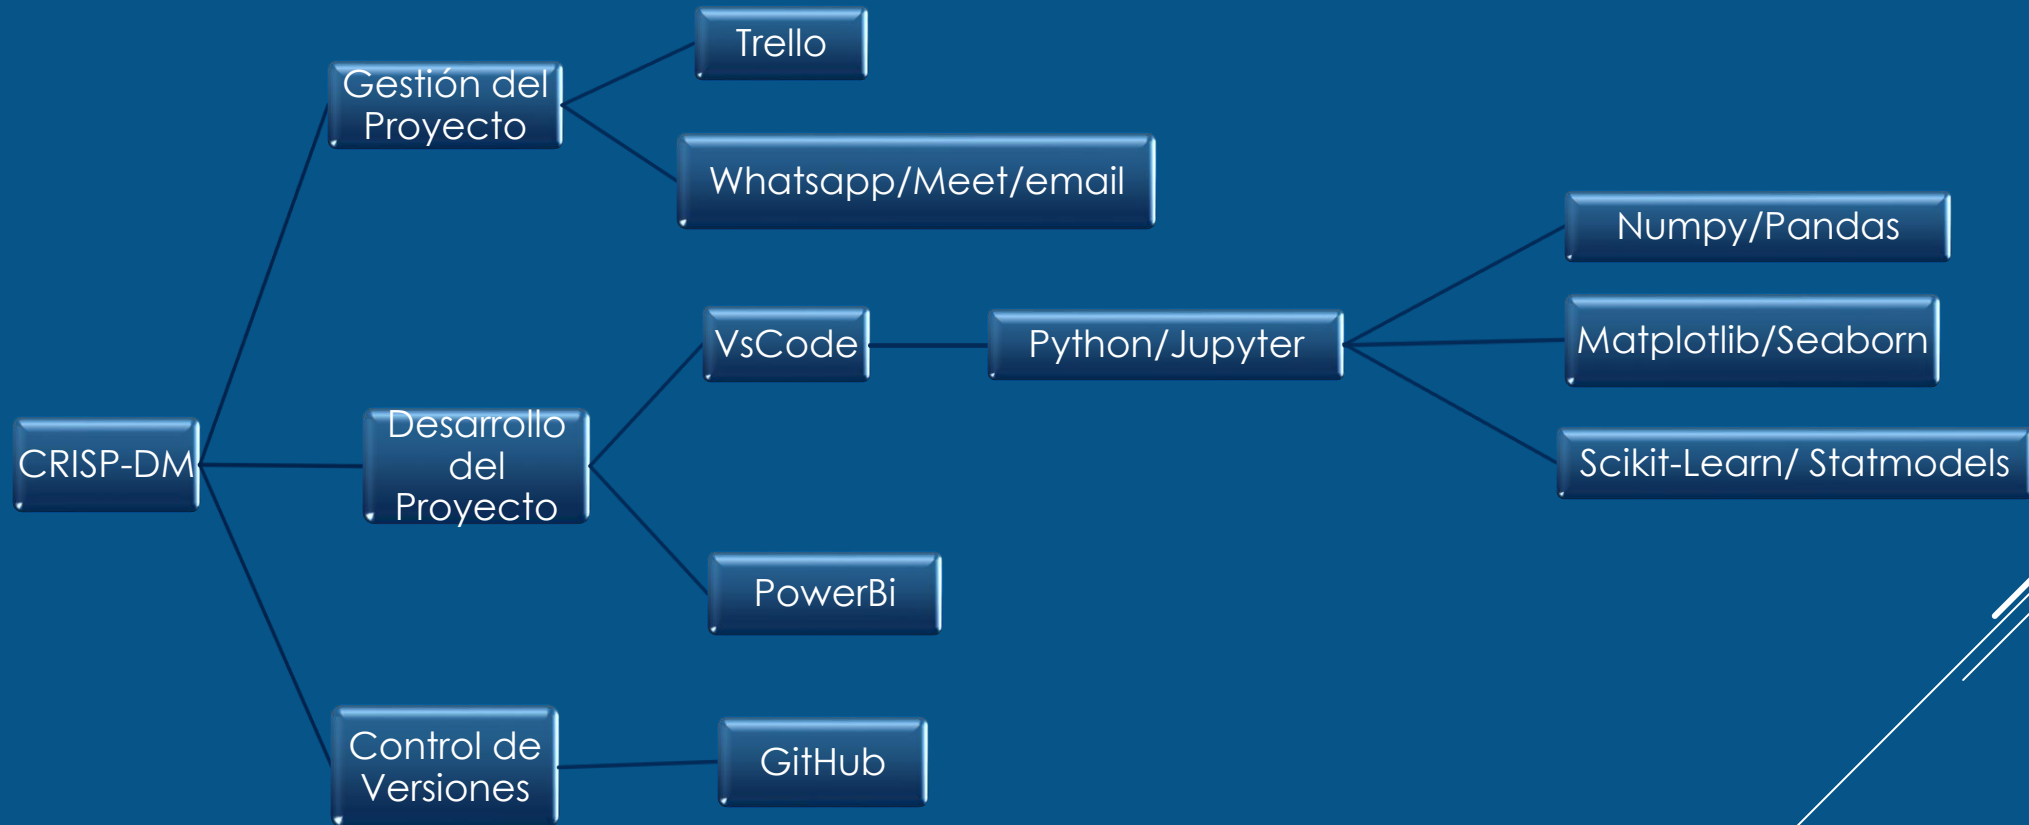 Trello
Gestión del
Proyecto
Whatsapp/Meet/email
Numpy/Pandas
VsCode
Python/Jupyter
Matplotlib/Seaborn
CRISP-DM
Desarrollo
del
Proyecto
Scikit-Learn/ Statmodels
PowerBi
Control de
Versiones
GitHub